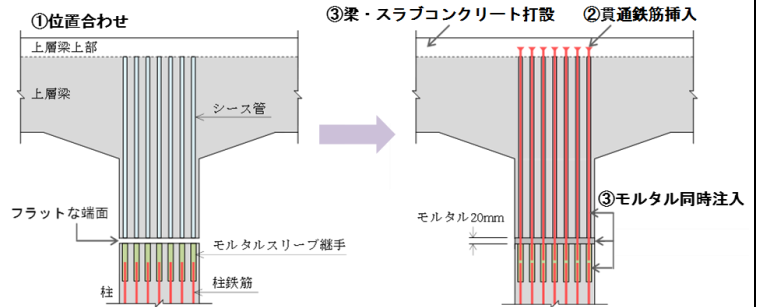 ①位置合わせ
上層梁上部
上層梁
シース管
フラットな端面
モルタルスリーブ継手
柱
柱鉄筋
③梁・スラブコンクリート打設
②貫通鉄筋挿入
③モルタル同時注入
モルタル20mm